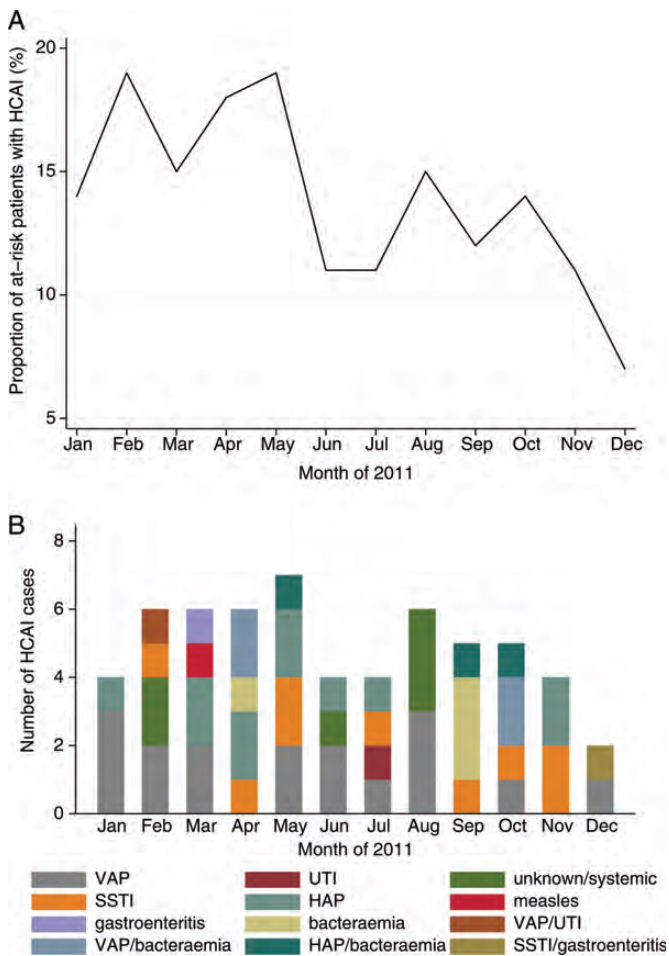 A
Proportion of at-risk patients with HCAI (%)
20
15
10
5
Jan Feb Mar Apr May Jun Jul Aug Sep Oct Nov Dec
Month of 2011
B
Number of HCAI cases
8
6
4
2
0
Jan Feb Mar Apr May Jun Jul Aug Sep Oct Nov Dec
Month of 2011
VAP UTI unknown/systemic
SSTI HAP measles
gastroenteritis bacteraemia VAP/UTI
VAP/bacteraemia HAP/bacteraemia SSTI/gastroenteritis